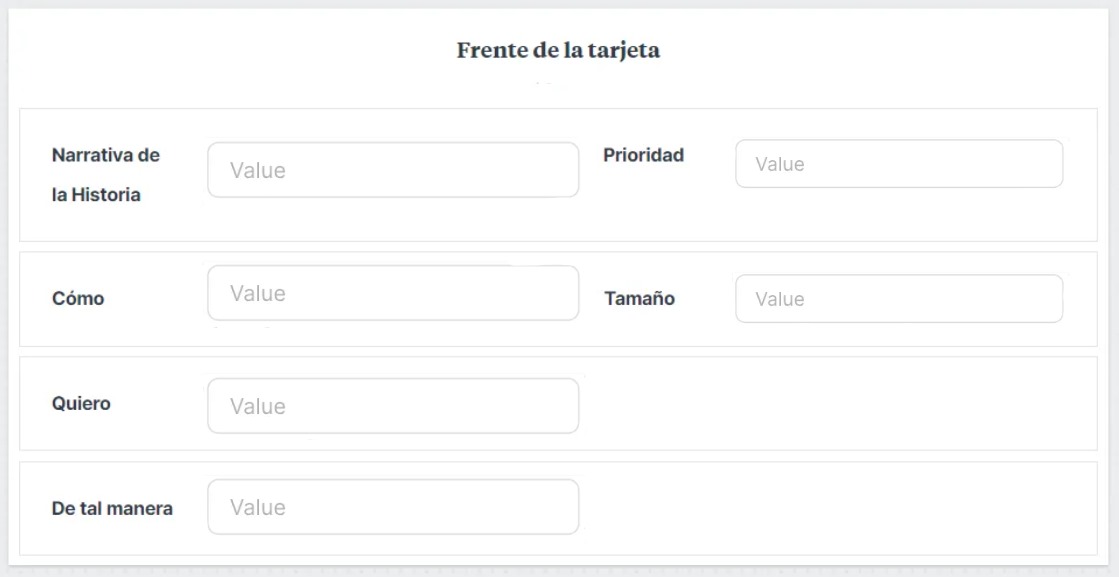 Frente de la tarjeta
Narrativa de
la Historia
Value
Prioridad
Value
Cómo
Value
Tamaño
Value
Quiero
Value
De tal manera
Value